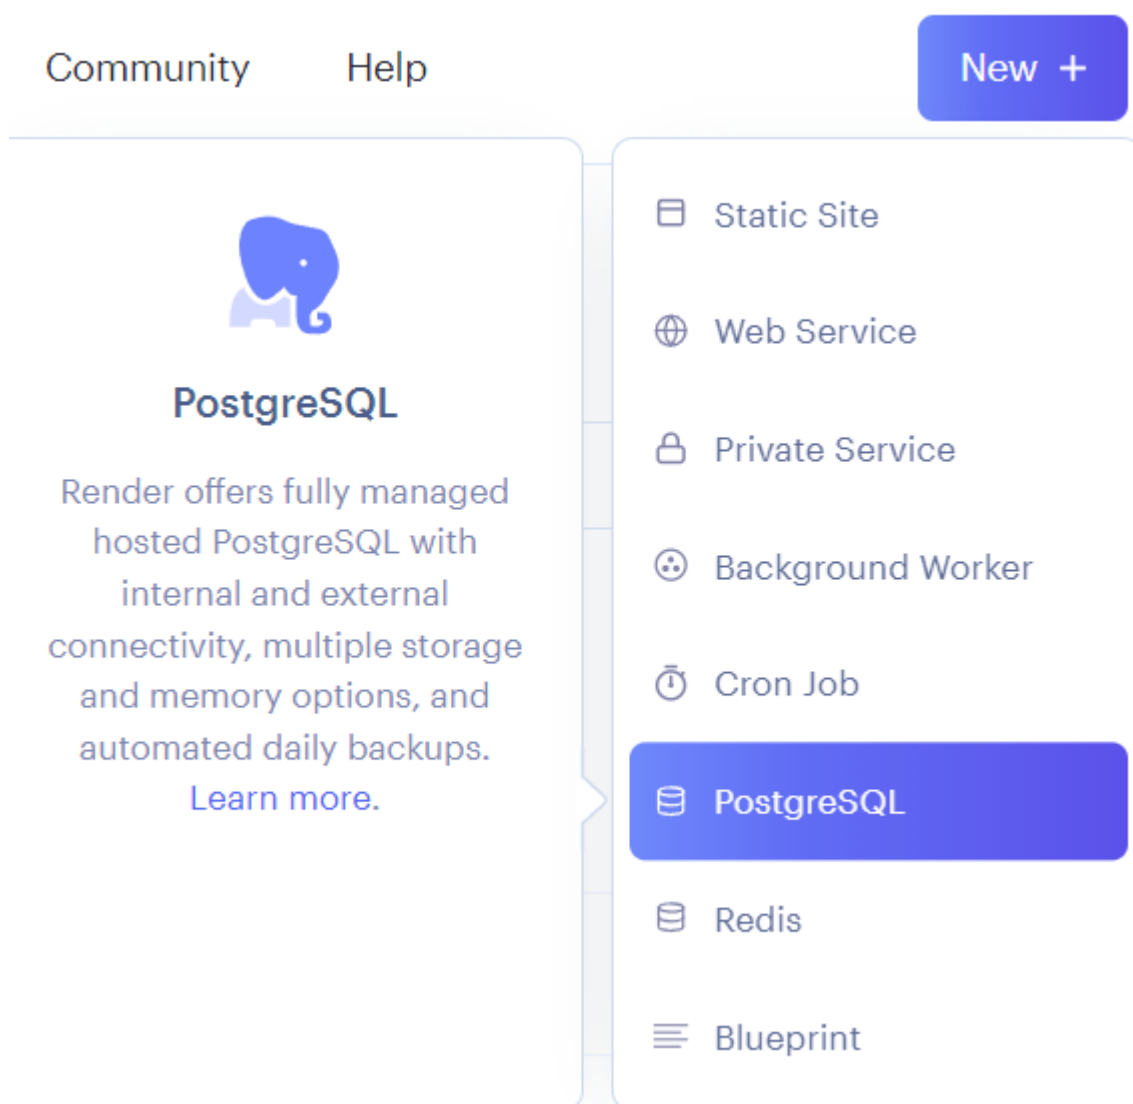 Community
Help
New +
PostgreSQL
Render offers fully managed
hosted PostgreSQL with
internal and external
connectivity, multiple storage
and memory options, and
automated daily backups.
Learn more.
Static Site
Web Service
Private Service
Background Worker
Cron Job
PostgreSQL
Redis
Blueprint